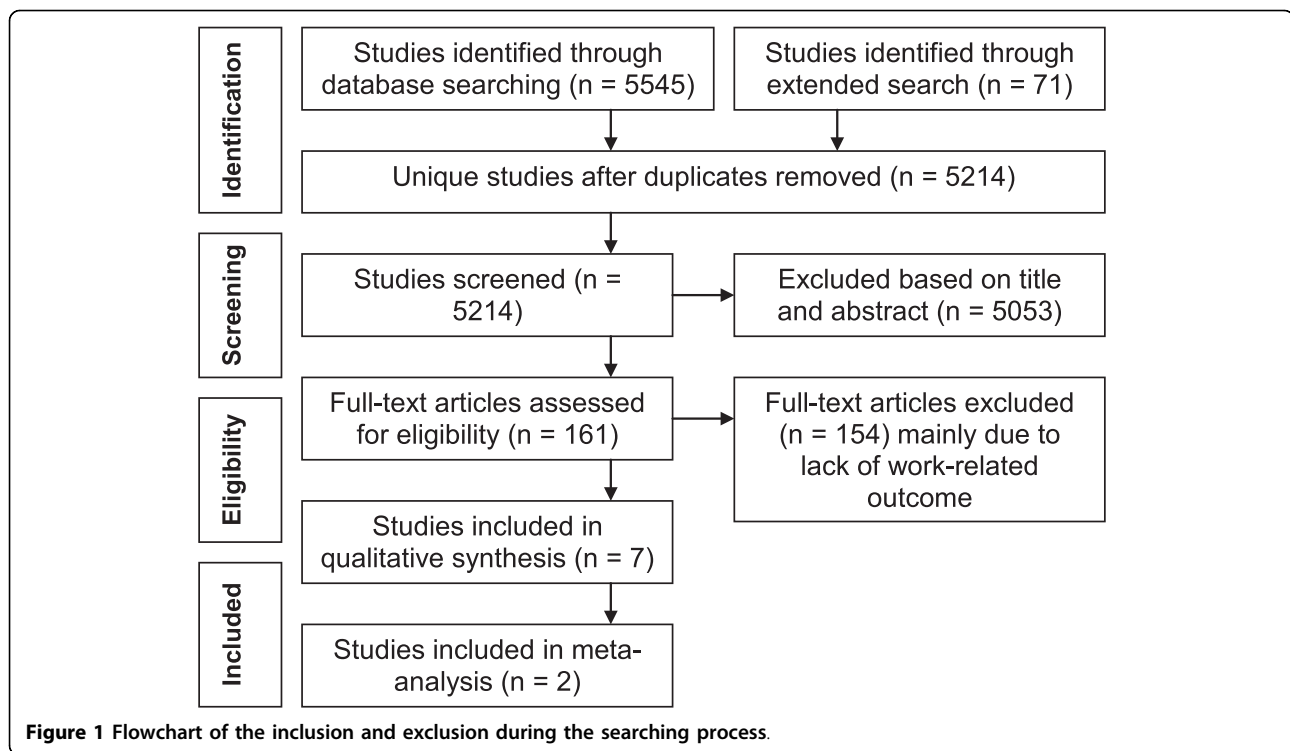 Identification
Studies identified through
database searching (n = 5545)
Studies identified through
extended search (n = 71)
Unique studies after duplicates removed (n = 5214)
Screening
Studies screened (n =
5214)
Excluded based on title
and abstract (n = 5053)
Eligibility
Full-text articles assessed
for eligibility (n = 161)
Full-text articles excluded
(n = 154) mainly due to
lack of work-related
outcome
Studies included in
qualitative synthesis (n = 7)
Included
Studies included in meta-
analysis (n = 2)
Figure 1 Flowchart of the inclusion and exclusion during the searching process.